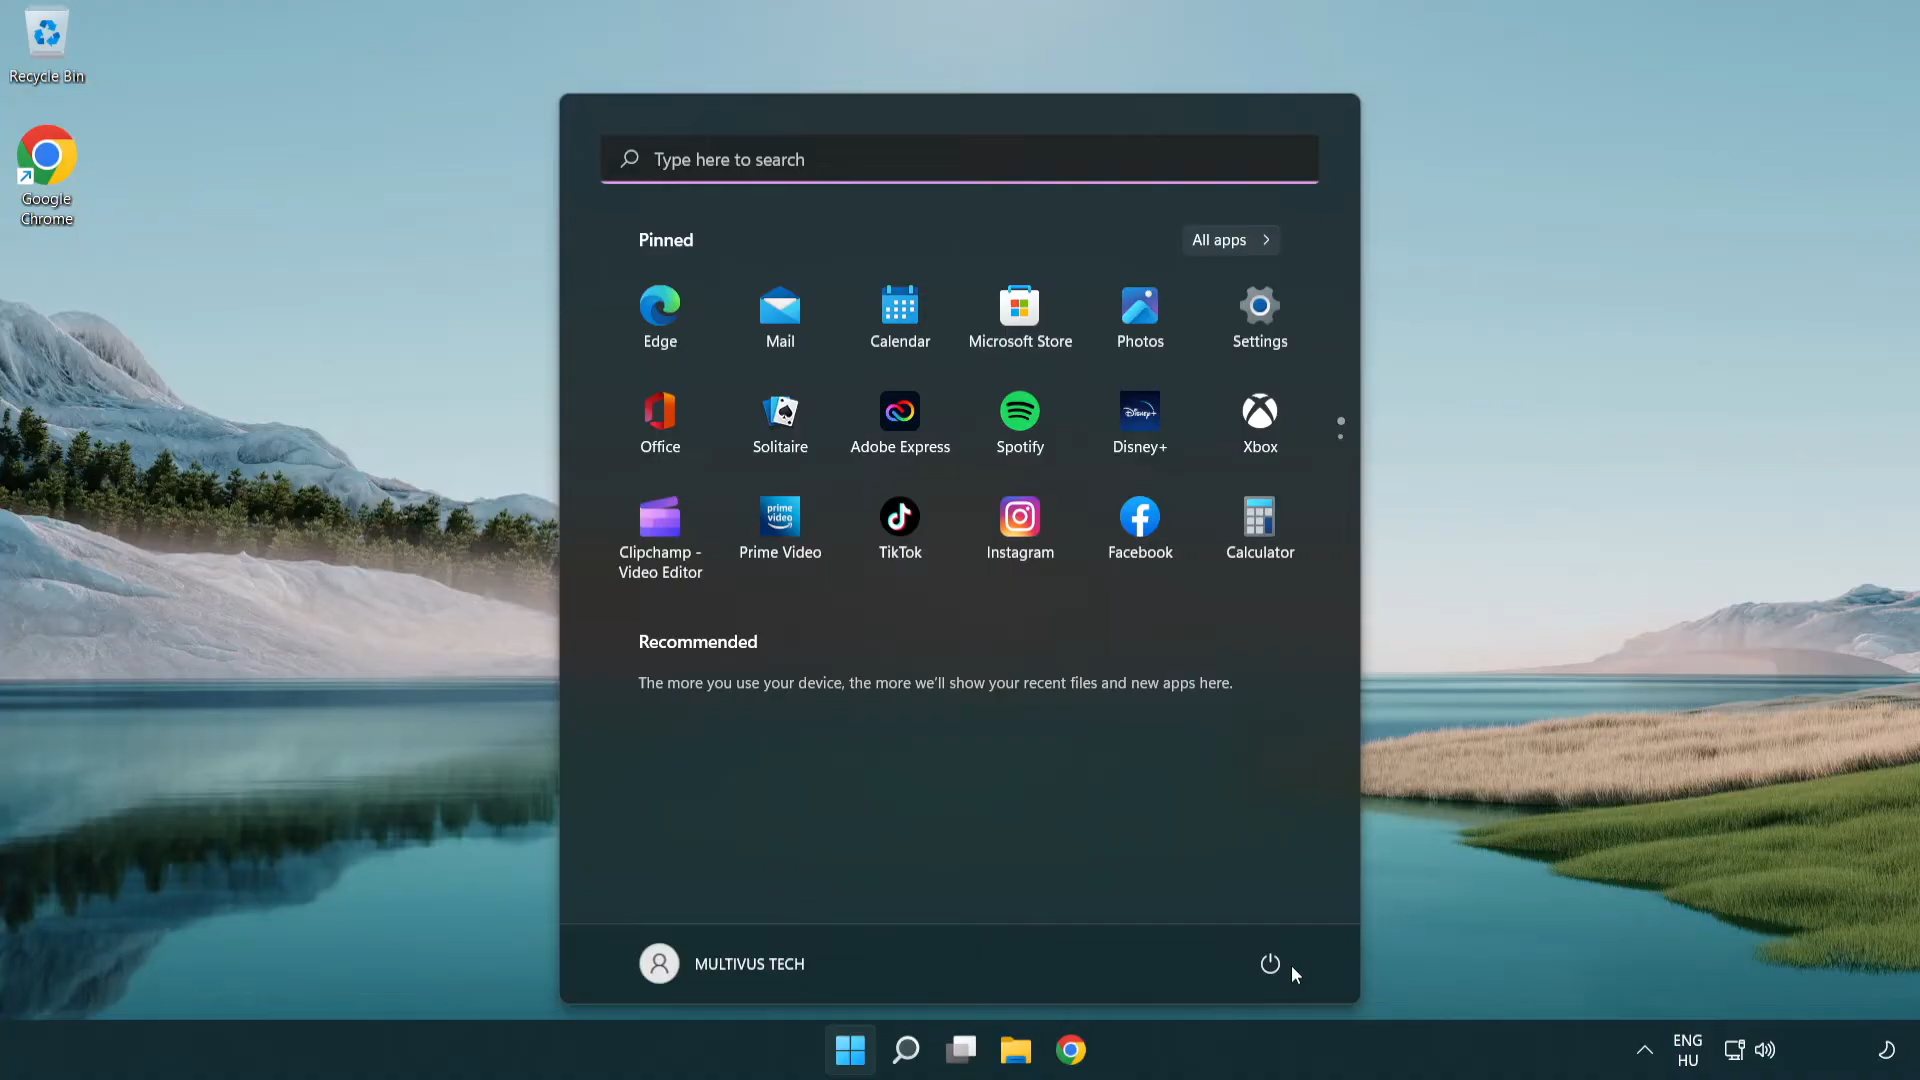 Recycle Bin
Google
Chrome
Type here to search
Pinned
All apps
Edge
Mail
Calendar
Microsoft Store
Photos
Settings
Disney+
Office
Solitaire
Adobe Express
Spotify
Disney+
Xbox
prime
video
Clipchamp -
Video Editor
Prime Video
TikTok
Instagram
Facebook
Calculator
Recommended
The more you use your device, the more we'll show your recent files and new apps here.
MULTIVUS TECH
ENG
HU